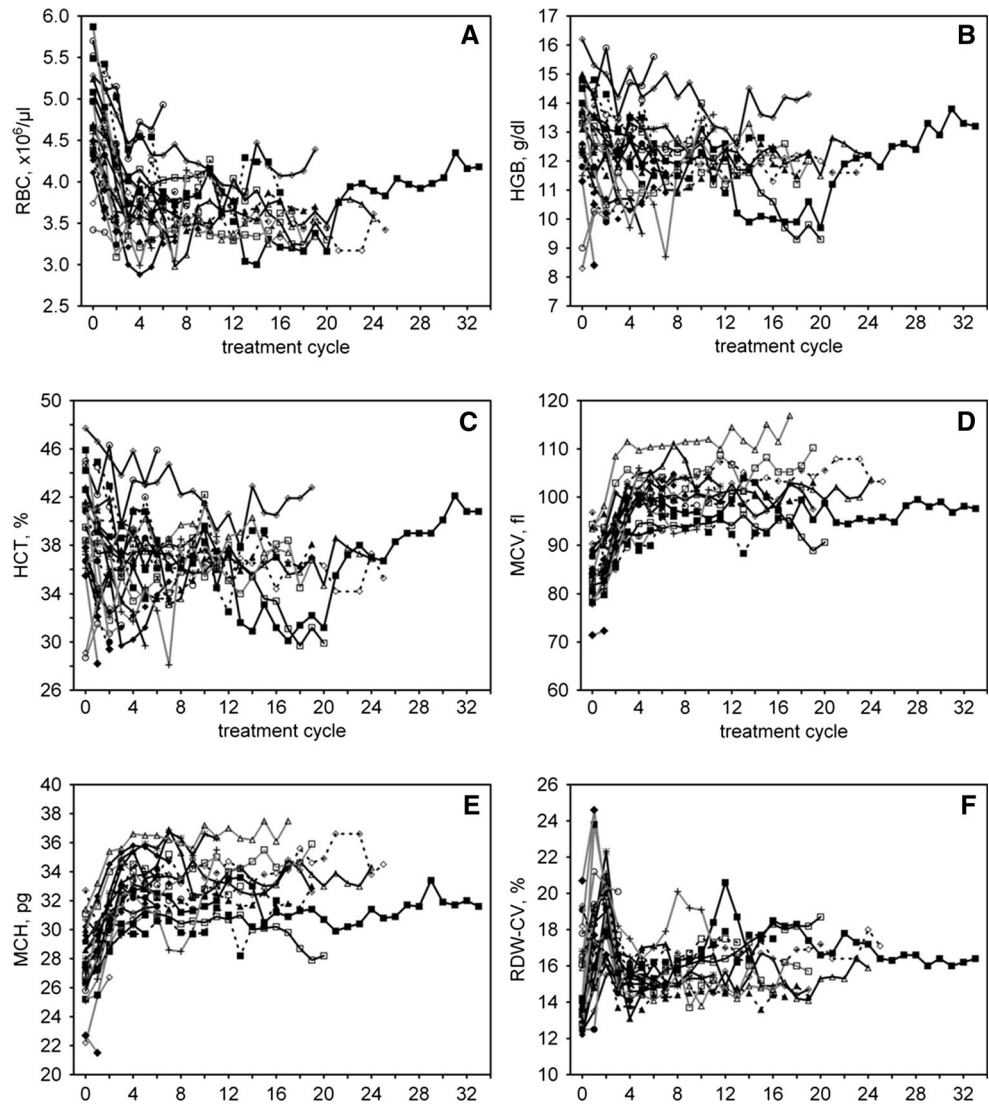 A
RBC, x10⁶/µl
6.0
5.5
5.0
4.5
4.0
3.5
3.0
2.5
0 4 8 12 16 20 24 28 32
treatment cycle
B
HGB, g/dl
17
16
15
14
13
12
11
10
9
8
7
0 4 8 12 16 20 24 28 32
treatment cycle
C
HCT, %
50
46
42
38
34
30
26
0 4 8 12 16 20 24 28 32
treatment cycle
D
MCV, fl
120
110
100
90
80
70
60
0 4 8 12 16 20 24 28 32
treatment cycle
E
MCH, pg
40
38
36
34
32
30
28
26
24
22
20
0 4 8 12 16 20 24 28 32
F
RDW-CV, %
26
24
22
20
18
16
14
12
10
0 4 8 12 16 20 24 28 32